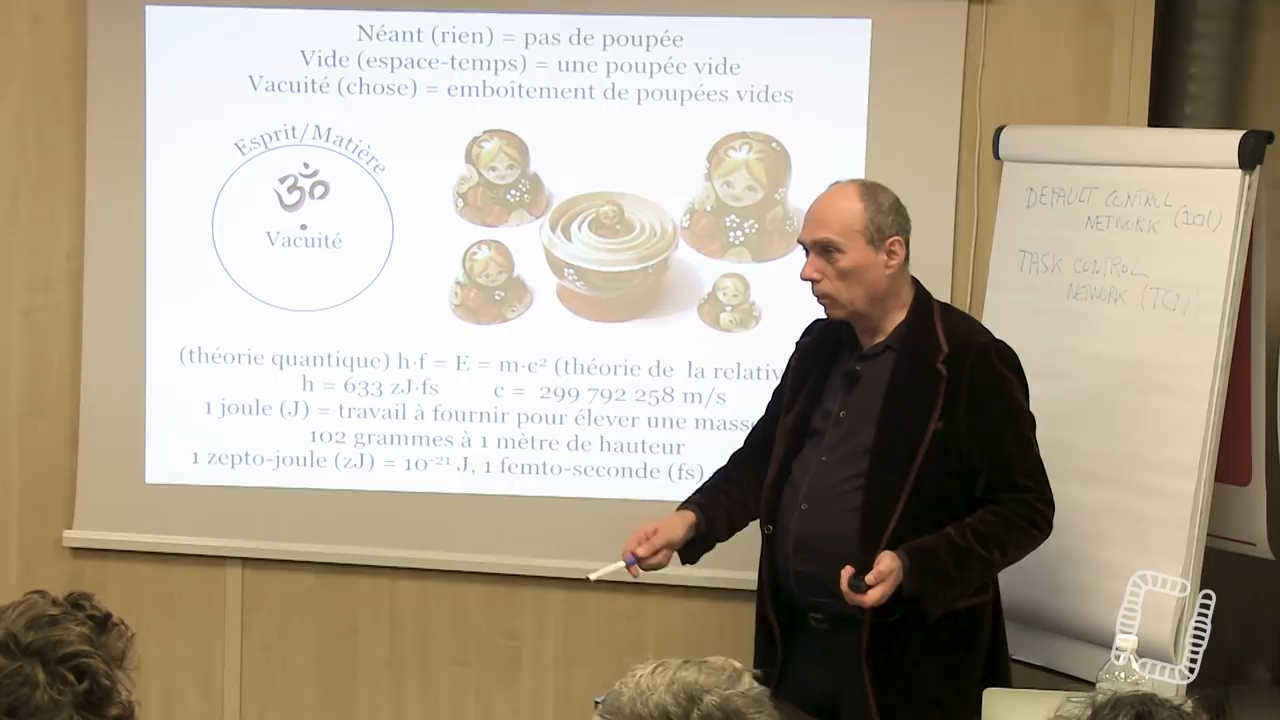 Néant (rien) = pas de poupée
Vide (espace-temps) = une poupée vide
Vacuité (chose) = emboîtement de poupées vides
Esprit/Matière
ॐ
Vacuité
(théorie quantique) h·f = E = m·c² (théorie de la relativ
h = 633 zJ·fs c = 299 792 258 m/s
1 joule (J) = travail à fournir pour élever une mass
102 grammes à 1 mètre de hauteur
1 zepto-joule (zJ) = 10⁻²¹ J, 1 femto-seconde (fs)
DEFAULT CONTROL
NETWORK (DCN)
TASK CONTROL
NETWORK (TCN)